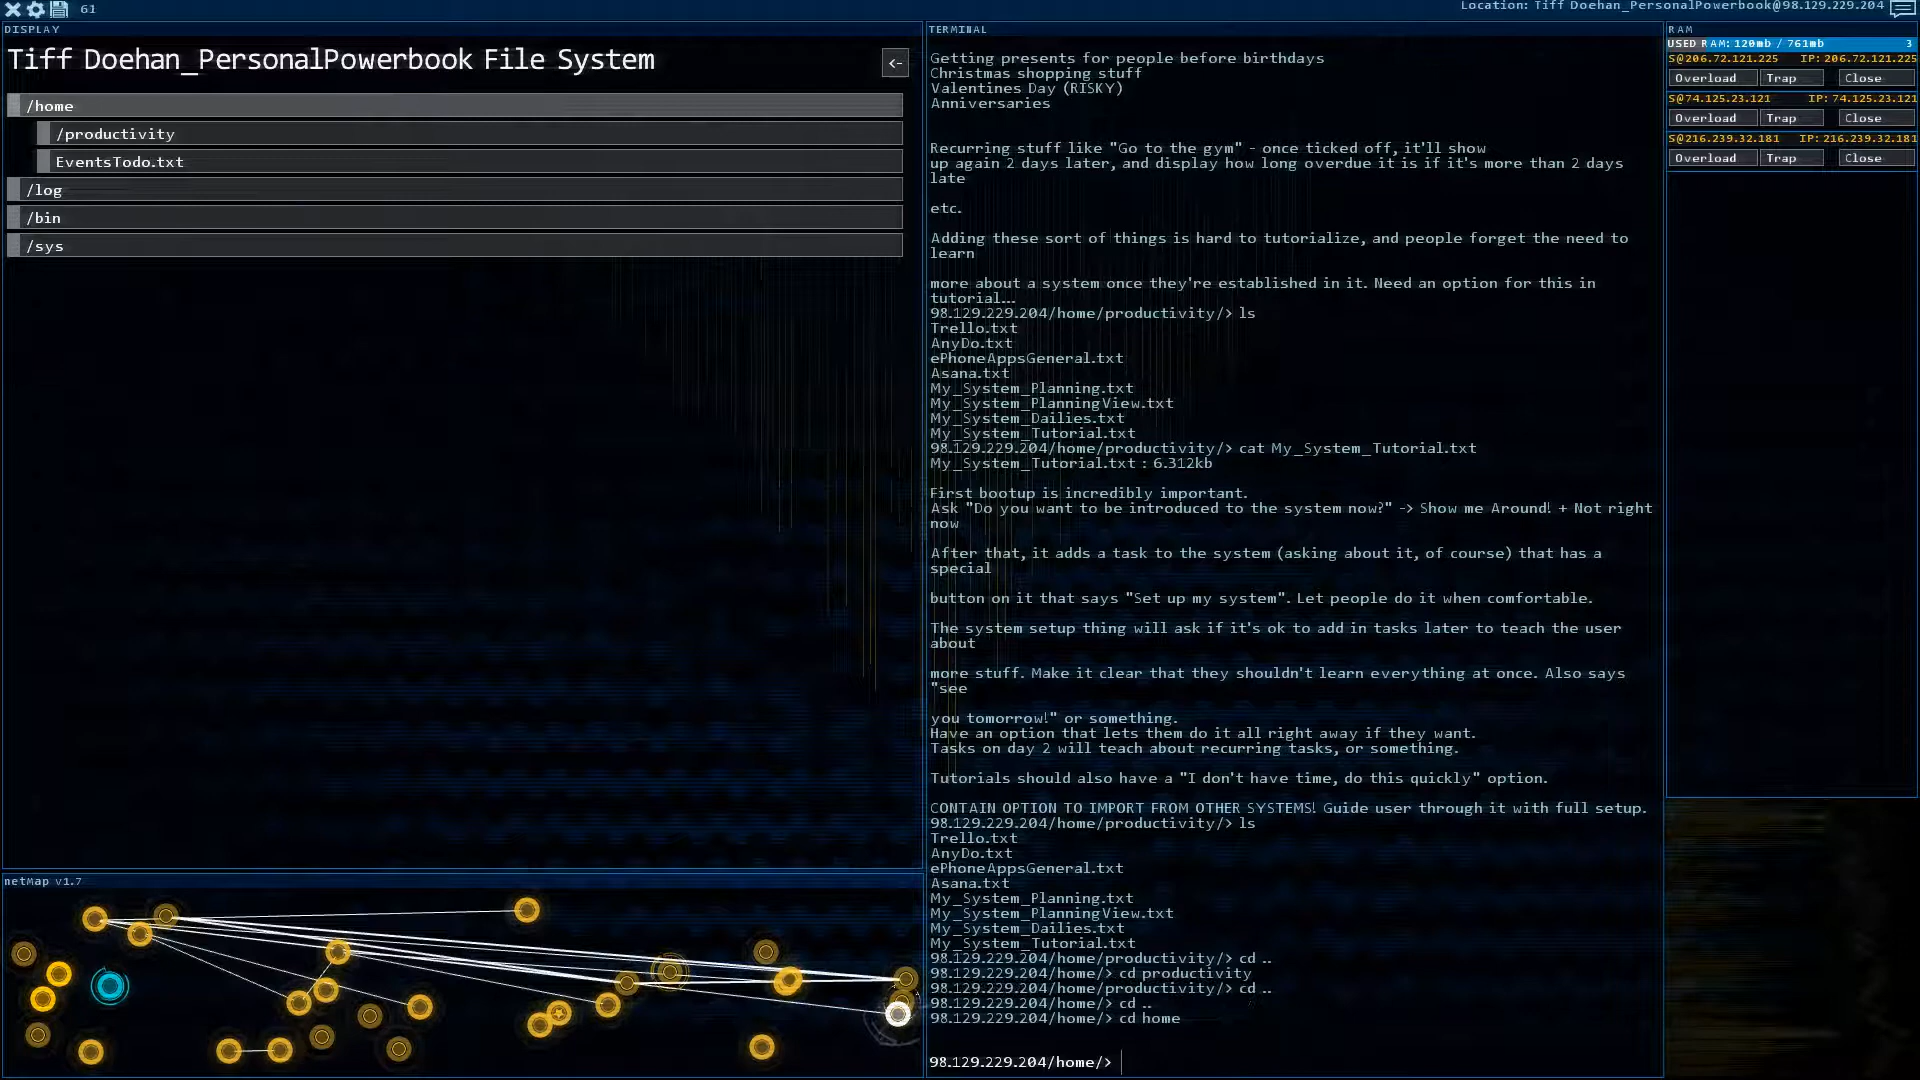 61
Location: Tiff Doehan_PersonalPowerbook@98.129.229.204
DISPLAY
Tiff Doehan_PersonalPowerbook File System
<-
/home
/productivity
EventsTodo.txt
/log
/bin
/sys
netMap v1.7
TERMINAL
Getting presents for people before birthdays
Christmas shopping stuff
Valentines Day (RISKY)
Anniversaries
Recurring stuff like "Go to the gym" - once ticked off, it'll show
up again 2 days later, and display how long overdue it is if it's more than 2 days
late
etc.
Adding these sort of things is hard to tutorialize, and people forget the need to
learn
more about a system once they're established in it. Need an option for this in
tutorial...
98.129.229.204/home/productivity/> ls
Trello.txt
AnyDo.txt
ePhoneAppsGeneral.txt
Asana.txt
My_System_Planning.txt
My_System_PlanningView.txt
My_System_Dailies.txt
My_System_Tutorial.txt
98.129.229.204/home/productivity/> cat My_System_Tutorial.txt
My_System_Tutorial.txt : 6.312kb
First bootup is incredibly important.
Ask "Do you want to be introduced to the system now?" -> Show me Around! + Not right
now
After that, it adds a task to the system (asking about it, of course) that has a
special
button on it that says "Set up my system". Let people do it when comfortable.
The system setup thing will ask if it's ok to add in tasks later to teach the user
about
more stuff. Make it clear that they shouldn't learn everything at once. Also says
"see
you tomorrow!" or something.
Have an option that lets them do it all right away if they want.
Tasks on day 2 will teach about recurring tasks, or something.
Tutorials should also have a "I don't have time, do this quickly" option.
CONTAIN OPTION TO IMPORT FROM OTHER SYSTEMS! Guide user through it with full setup.
98.129.229.204/home/productivity/> ls
Trello.txt
AnyDo.txt
ePhoneAppsGeneral.txt
Asana.txt
My_System_Planning.txt
My_System_PlanningView.txt
My_System_Dailies.txt
My_System_Tutorial.txt
98.129.229.204/home/productivity/> cd ..
98.129.229.204/home/> cd productivity
98.129.229.204/home/productivity/> cd ..
98.129.229.204/home/> cd ..
98.129.229.204/home/> cd home
98.129.229.204/home/>
RAM
USED RAM: 120mb / 761mb 3
S@206.72.121.225 IP: 206.72.121.225
Overload Trap Close
S@74.125.23.121 IP: 74.125.23.121
Overload Trap Close
S@216.239.32.181 IP: 216.239.32.181
Overload Trap Close